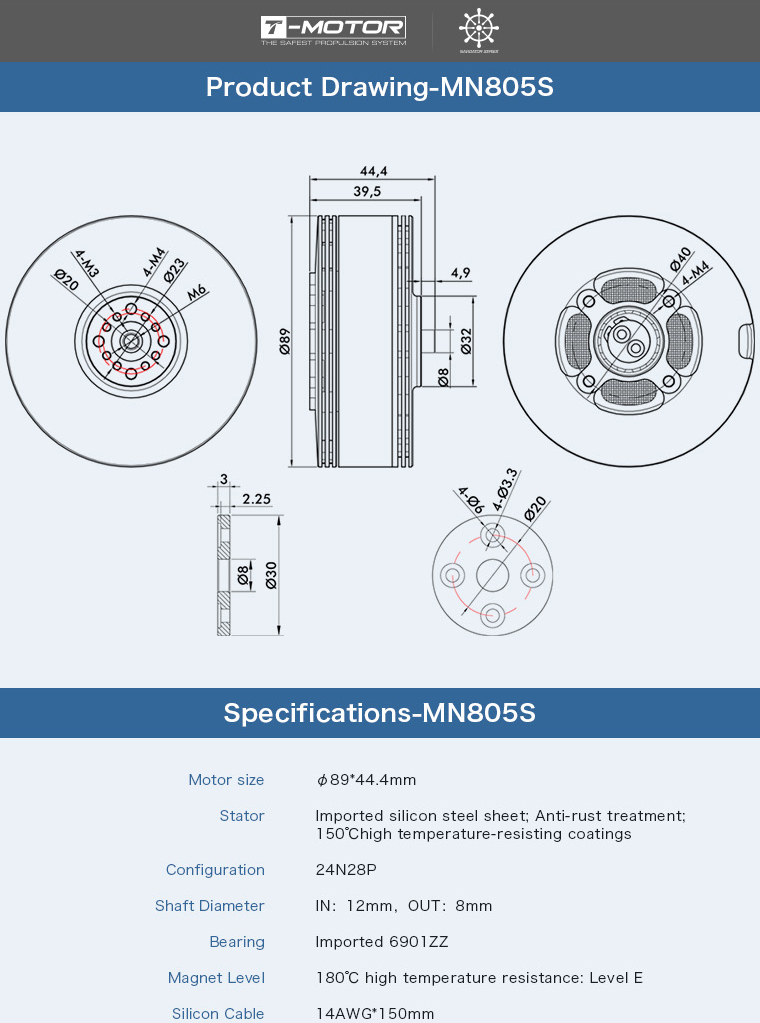 T-MOTOR
THE SAFEST PROPULSION SYSTEM
NAVIGATOR SERIES
Product Drawing-MN805S
44,4
39,5
4-M3
4-M4
Ø23
Ø20
M6
4,9
Ø40
4-M4
Ø89
Ø32
Ø8
3
2.25
4-Ø6
4-Ø3.3
Ø20
Ø8
Ø30
Specifications-MN805S
Motor size φ89*44.4mm
Stator Imported silicon steel sheet; Anti-rust treatment;
150℃high temperature-resisting coatings
Configuration 24N28P
Shaft Diameter IN: 12mm, OUT: 8mm
Bearing Imported 6901ZZ
Magnet Level 180℃ high temperature resistance: Level E
Silicon Cable 14AWG*150mm